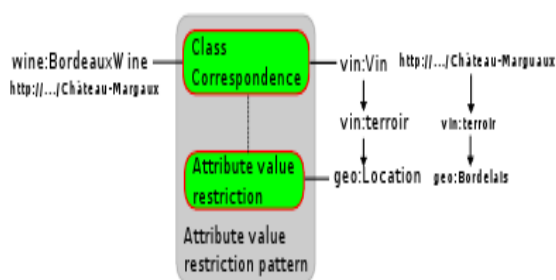 Class
Correspondence
wine:BordeauxWine
http://.../Château-Margaux
vin:Vin
http://.../Château-Marguaux
vin:terroir
vin:terroir
Attribute value
restriction
geo:Location
geo:Bordelais
Attribute value
restriction pattern